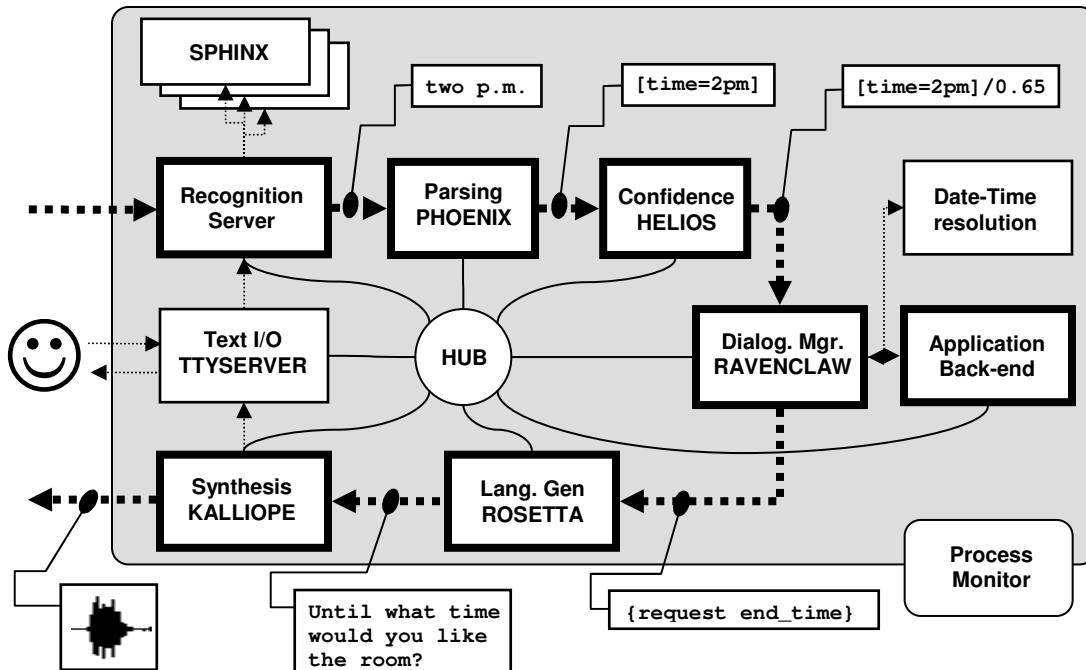 SPHINX
two p.m.
[time=2pm]
[time=2pm]/0.65
Recognition
Server
Parsing
PHOENIX
Confidence
HELIOS
Date-Time
resolution
Text I/O
TTYSERVER
HUB
Dialog. Mgr.
RAVENCLAW
Application
Back-end
Synthesis
KALLIOPE
Lang. Gen
ROSETTA
Process
Monitor
Until what time
would you like
the room?
{request end_time}